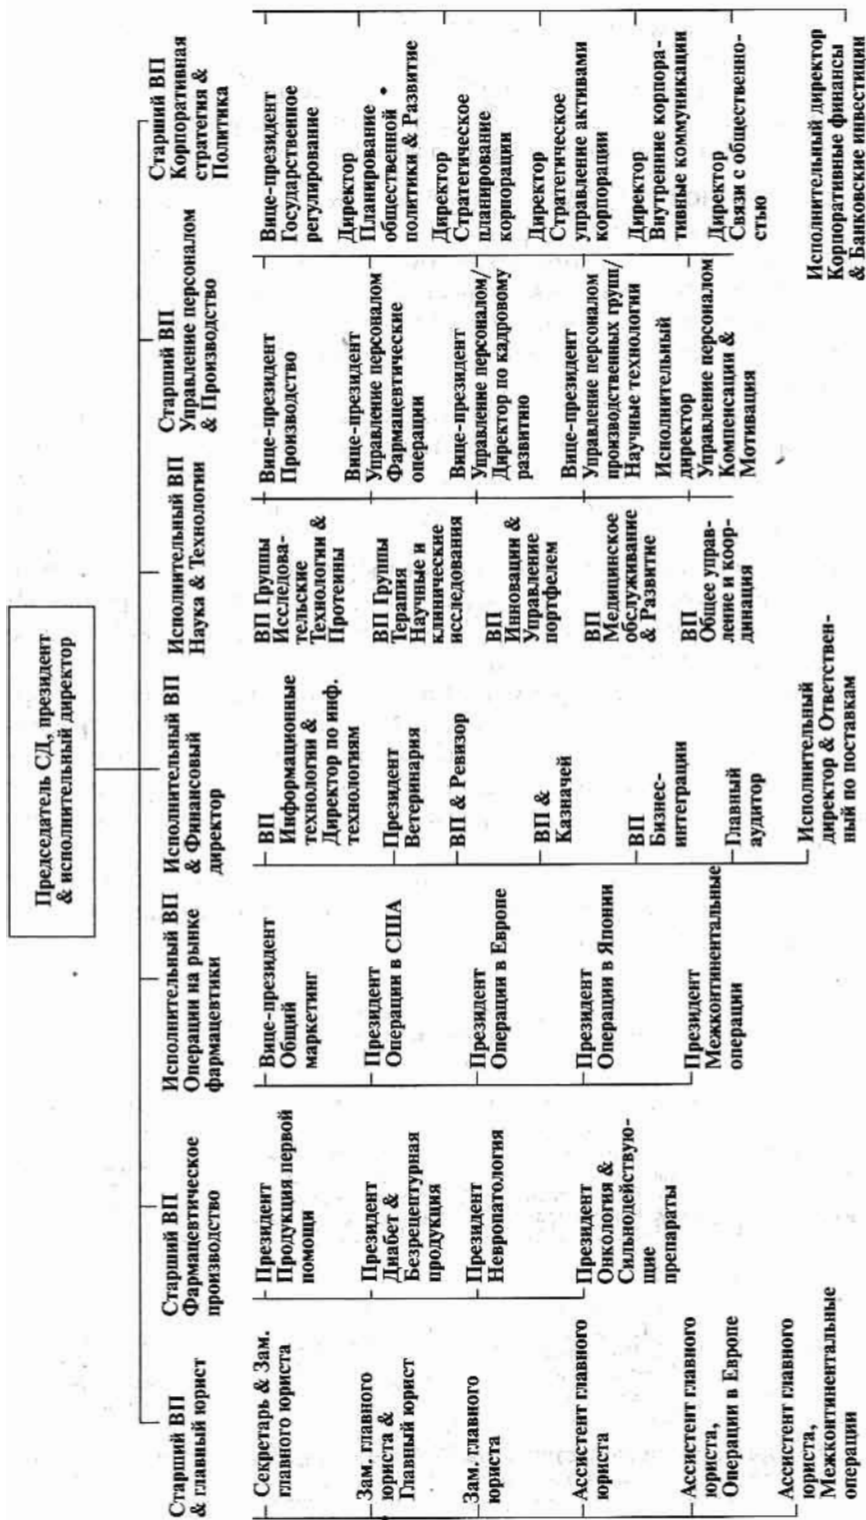 Председатель СД, президент
& исполнительный директор
Старший ВП
& главный юрист
Секретарь & Зам.
главного юриста
Зам. главного
юриста &
Главный юрист
Зам. главного
юриста
Ассистент главного
юриста
Ассистент главного
юриста,
Операции в Европе
Ассистент главного
юриста,
Межконтинентальные
операции
Старший ВП
Фармацевтическое
производство
Президент
Продукция первой
помощи
Президент
Диабет &
Безрецептурная
продукция
Президент
Невропатология
Президент
Онкология &
Сильнодействую-
щие
препараты
Исполнительный ВП
Операции на рынке
фармацевтики
Вице-президент
Общий
маркетинг
Президент
Операции в США
Президент
Операции в Европе
Президент
Операции в Японии
Президент
Межконтинентальные
операции
Исполнительный ВП
& Финансовый
директор
ВП
Информационные
технологии &
Директор по инф.
технологиям
Президент
Ветеринария
ВП & Ревизор
ВП &
Казначей
ВП
Бизнес-
интеграции
Главный
аудитор
Исполнительный
директор & Ответствен-
ный по поставкам
Исполнительный ВП
Наука & Технологии
ВП Группы
Исследова-
тельские
Технологии &
Протеины
ВП Группы
Терапия
Научные и
клинические
исследования
ВП
Инновации &
Управление
портфелем
ВП
Медицинское
обслуживание
& Развитие
ВП
Общее управ-
ление и коор-
динация
Старший ВП
Управление персоналом
& Производство
Вице-президент
Производство
Вице-президент
Управление персоналом
Фармацевтические
операции
Вице-президент
Управление персоналом/
Директор по кадровому
развитию
Вице-президент
Управление персоналом
производственных групп/
Научные технологии
Исполнительный
директор
Управление персоналом
Компенсации &
Мотивация
Старший ВП
Корпоративная
стратегия &
Политика
Вице-президент
Государственное
регулирование
Директор
Планирование
общественной
политики & Развитие
Директор
Стратегическое
планирование
корпорации
Директор
Стратегическое
управление активами
корпорации
Директор
Внутренние корпора-
тивные коммуникации
Директор
Связи с общественно-
стью
Исполнительный директор
Корпоративные финансы
& Банковские инвестиции